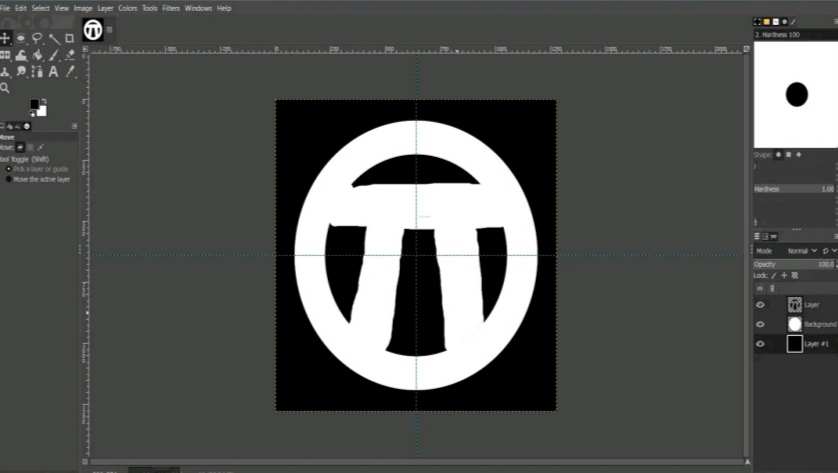 File Edit Select View Image Layer Colors Tools Filters Windows Help
2. Hardness 100
Move
Move:
Tool Toggle (Shift)
Pick a layer or guide
Move the active layer
Shape:
Hardness 1.00
Mode Normal
Opacity 100.0
Lock:
Layer
Background
Layer #1